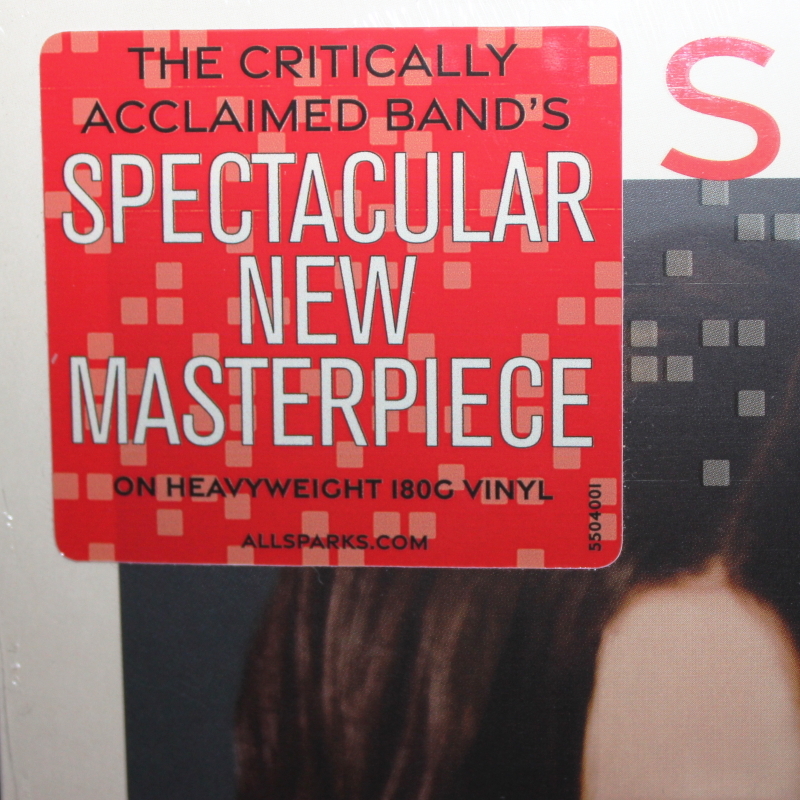 THE CRITICALLY
ACCLAIMED BAND'S
SPECTACULAR
NEW
MASTERPIECE
ON HEAVYWEIGHT 180G VINYL
ALLSPARKS.COM
5504001
S